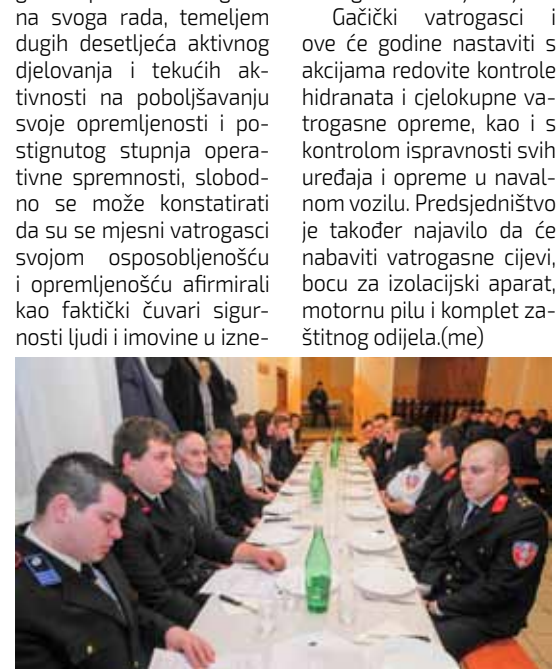 na svoga rada, temeljem
dugih desetljeća aktivnog
djelovanja i tekućih ak-
tivnosti na poboljšavanju
svoje opremljenosti i po-
stignutog stupnja opera-
tivne spremnosti, slobod-
no se može konstatirati
da su se mjesni vatrogasci
svojom osposobljenošću
i opremljenošću afirmirali
kao faktički čuvari sigur-
nosti ljudi i imovine u izne-
Gačički vatrogasci i
ove će godine nastaviti s
akcijama redovite kontrole
hidranata i cjelokupne va-
trogasne opreme, kao i s
kontrolom ispravnosti svih
uređaja i opreme u naval-
nom vozilu. Predsjedništvo
je također najavilo da će
nabaviti vatrogasne cijevi,
bocu za izolacijski aparat,
motornu pilu i komplet za-
štitnog odijela.(me)